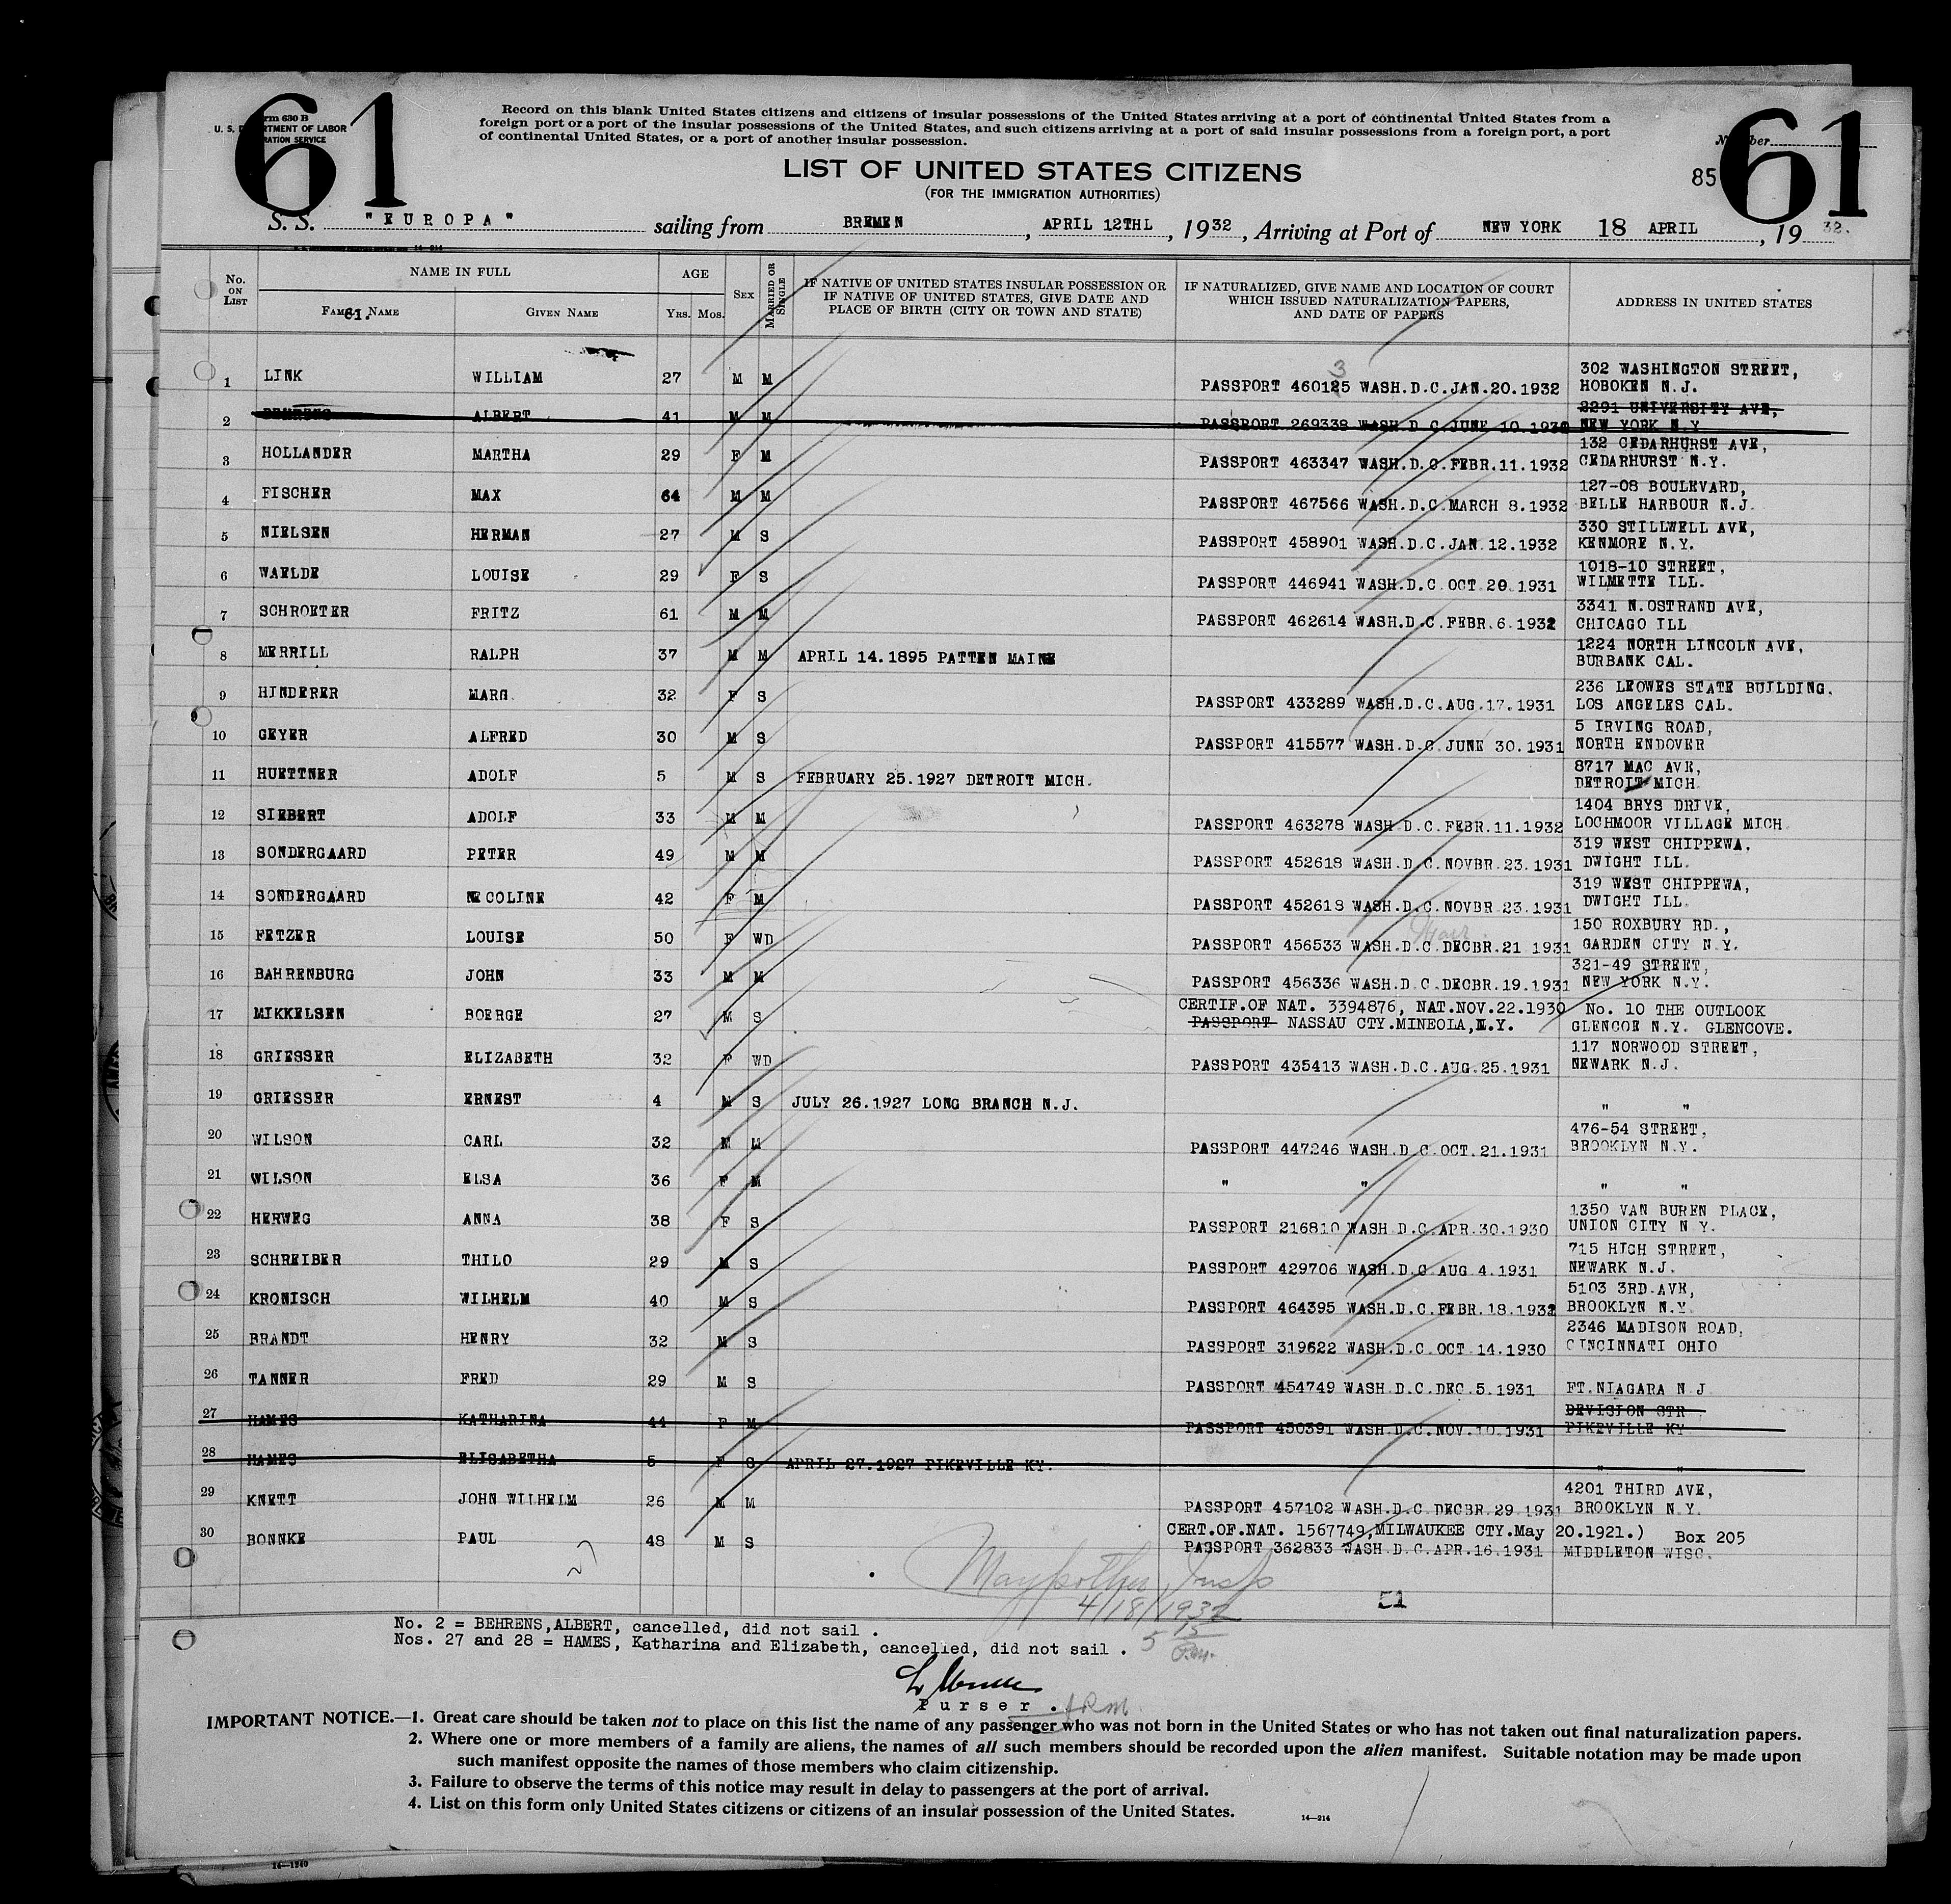 61
61
Form 630 B
U. S. DEPARTMENT OF LABOR
IMMIGRATION SERVICE
Record on this blank United States citizens and citizens of insular possessions of the United States arriving at a port of continental United States from a
foreign port or a port of the insular possessions of the United States, and such citizens arriving at a port of said insular possessions from a foreign port, a port
of continental United States, or a port of another insular possession.
Number
LIST OF UNITED STATES CITIZENS
(FOR THE IMMIGRATION AUTHORITIES)
85
S. S. "EUROPA" sailing from BREMEN, APRIL 12THL, 1932, Arriving at Port of NEW YORK 18 APRIL, 1932.
No. ON LIST NAME IN FULL AGE SEX MARRIED OR SINGLE IF NATIVE OF UNITED STATES INSULAR POSSESSION OR IF NATIVE OF UNITED STATES, GIVE DATE AND PLACE OF BIRTH (CITY OR TOWN AND STATE) IF NATURALIZED, GIVE NAME AND LOCATION OF COURT WHICH ISSUED NATURALIZATION PAPERS, AND DATE OF PAPERS ADDRESS IN UNITED STATES
FAMILY NAME GIVEN NAME YRS. MOS.
61.
1 LINK WILLIAM 27 M M PASSPORT 460125 WASH.D.C.JAN.20.1932 302 WASHINGTON STREET, HOBOKEN N.J.
3
2 BEHRENS ALBERT 41 M M PASSPORT 269338 WASH.D.C.JUNE 10.1930 2291 UNIVERSITY AVE, NEW YORK N.Y.
3 HOLLANDER MARTHA 29 F M PASSPORT 463347 WASH.D.C.FEBR.11.1932 132 CEDARHURST AVE, CEDARHURST N.Y.
4 FISCHER MAX 64 M M PASSPORT 467566 WASH.D.C.MARCH 8.1932 127-08 BOULEVARD, BELLE HARBOUR N.J.
5 NIELSEN HERMAN 27 M S PASSPORT 458901 WASH.D.C.JAN.12.1932 330 STILLWELL AVE, KENMORE N.Y.
6 WAELDE LOUISE 29 F S PASSPORT 446941 WASH.D.C.OCT.20.1931 1018-10 STREET, WILMETTE ILL.
7 SCHROETER FRITZ 61 M M PASSPORT 462614 WASH.D.C.FEBR.6.1932 3341 N.OSTRAND AVE, CHICAGO ILL
8 MERRILL RALPH 37 M M APRIL 14.1895 PATTEN MAINE 1224 NORTH LINCOLN AVE, BURBANK CAL.
9 HINDERER MARG. 32 F S PASSPORT 433289 WASH.D.C.AUG.17.1931 236 LEOWES STATE BUILDING. LOS ANGELES CAL.
10 GEYER ALFRED 30 M S PASSPORT 415577 WASH.D.C.JUNE 30.1931 5 IRVING ROAD, NORTH ENDOVER
11 HUETTNER ADOLF 5 M S FEBRUARY 25.1927 DETROIT MICH. 8717 MAC AVE, DETROIT MICH.
12 SIEBERT ADOLF 33 M M PASSPORT 463278 WASH.D.C.FEBR.11.1932 1404 BRYS DRIVE, LOCHMOOR VILLAGE MICH.
13 SONDERGAARD PETER 49 M M PASSPORT 452618 WASH.D.C.NOVBR.23.1931 319 WEST CHIPPEWA. DWIGHT ILL.
14 SONDERGAARD NECOLINE 42 F M PASSPORT 452618 WASH.D.C.NOVBR.23.1931 319 WEST CHIPPEWA, DWIGHT ILL.
15 FETZER LOUISE 50 F WD PASSPORT 456533 WASH.D.C.DECBR.21 1931 150 ROXBURY RD., GARDEN CITY N.Y.
16 BAHRENBURG JOHN 33 M M PASSPORT 456336 WASH.D.C.DECBR.19.1931 321-49 STREET, NEW YORK N.Y.
17 MIKKELSEN BOERGE 27 M S CERTIF.OF NAT. 3394876, NAT.NOV.22.1930 PASSPORT NASSAU CTY.MINEOLA,N.Y. No. 10 THE OUTLOOK GLENCOE N.Y. GLENCOVE.
18 GRIESSER ELIZABETH 32 F WD PASSPORT 435413 WASH.D.C.AUG.25.1931 117 NORWOOD STREET, NEWARK N.J.
19 GRIESSER ERNEST 4 M S JULY 26.1927 LONG BRANCH N.J. " "
20 WILSON CARL 32 M M PASSPORT 447246 WASH.D.C.OCT.21.1931 476-54 STREET, BROOKLYN N.Y.
21 WILSON ELSA 36 F M " " " "
22 HERWEG ANNA 38 F S PASSPORT 216810 WASH.D.C.APR.30.1930 1350 VAN BUREN PLACE, UNION CITY N.Y.
23 SCHREIBER THILO 29 M S PASSPORT 429706 WASH.D.C.AUG 4.1931 715 HIGH STREET, NEWARK N.J.
24 KRONISCH WILHELM 40 M S PASSPORT 464395 WASH.D.C.FEBR.18.1932 5103 3RD.AVE, BROOKLYN N.Y.
25 BRANDT HENRY 32 M S PASSPORT 319622 WASH.D.C.OCT 14.1930 2346 MADISON ROAD, CINCINNATI OHIO
26 TANNER FRED 29 M S PASSPORT 454749 WASH.D.C.DEC.5.1931 FT.NIAGARA N J
27 HAMES KATHARINA 44 F M PASSPORT 450391 WASH.D.C.NOV.10.1931 DEVISION STR PIKEVILLE KY
28 HAMES ELISABETHA 5 F S APRIL 27.1927 PIKEVILLE KY. " "
29 KNETT JOHN WILHELM 26 M M PASSPORT 457102 WASH.D.C.DECBR.29.1931 4201 THIRD AVE, BROOKLYN N.Y.
30 BONNKE PAUL 48 M S CERT.OF.NAT. 1567749,MILWAUKEE CTY.May 20.1921.) Box 205 PASSPORT 362833 WASH.D.C.APR.16.1931 MIDDLETON WISC.
Insp
4/18/1932
51
No. 2 = BEHRENS,ALBERT, cancelled, did not sail .
Nos. 27 and 28 = HAMES, Katharina and Elizabeth, cancelled, did not sail .
Purser .
IMPORTANT NOTICE.—1. Great care should be taken not to place on this list the name of any passenger who was not born in the United States or who has not taken out final naturalization papers.
2. Where one or more members of a family are aliens, the names of all such members should be recorded upon the alien manifest. Suitable notation may be made upon
such manifest opposite the names of those members who claim citizenship.
3. Failure to observe the terms of this notice may result in delay to passengers at the port of arrival.
4. List on this form only United States citizens or citizens of an insular possession of the United States.
14—214
14—1240